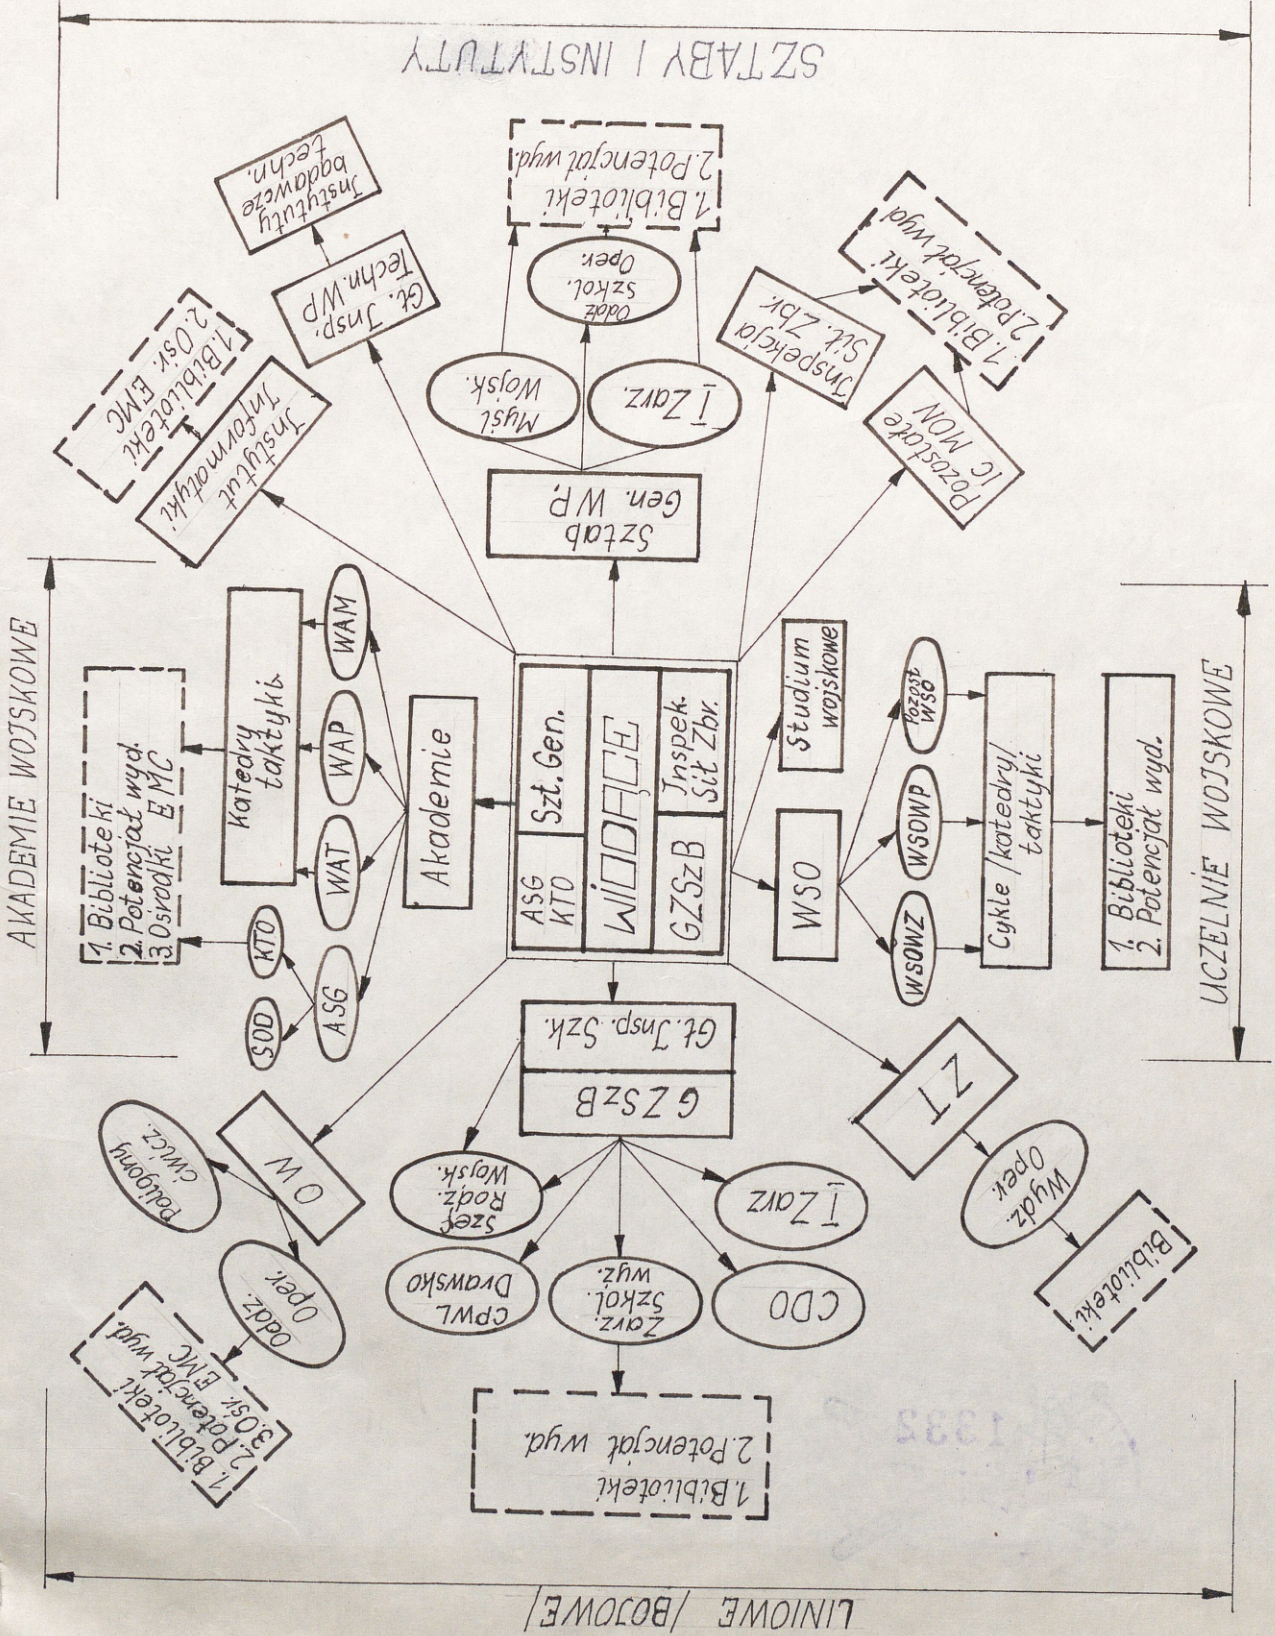 SZTABY I INSTYTUTY
Instytuty
badawcze
techn.
Gł. Insp.
Techn. WP
1. Biblioteki
2. Ośr. EMC
Instytut
Informatyki
1. Biblioteki
2. Potencjał wyd.
Oddz
Szkol.
Oper.
Myśl
Wojsk.
I Zarz.
Sztab
Gen. WP.
Inspekcja
Sił. Zbr.
1. Biblioteki
2. Potencjał wyd
Pozostałe
IC MON
AKADEMIE WOJSKOWE
1. Biblioteki
2. Potencjał wyd.
3. Ośrodki EMC
Katedry
taktyki.
WAM
WAP
WAT
KTO
SOD
ASG
Akademie
ASG
KTO
Szt. Gen.
WIODĄCE
GZSzB
Inspek.
Sił Zbr.
Studium
wojskowe
WSO
Pozost
WSO
WSOWP
WSOWZ
Cykle /katedry/
taktyki
1. Biblioteki
2. Potencjał wyd.
UCZELNIE WOJSKOWE
Gł. Insp. Szk.
GZSzB
Szef
Rodz.
Wojsk.
CPWL
Drawsko
Zarz.
Szkol.
wyż.
CDO
I Zarz
1. Biblioteki
2. Potencjał wyd.
OW
Poligony
ćwicz.
Oddz.
Oper.
1. Biblioteki
2. Potencjał wyd.
3. Ośr. EMC
ZT
Wydz.
Oper.
Biblioteki.
1332
LINIOWE /BOJOWE/